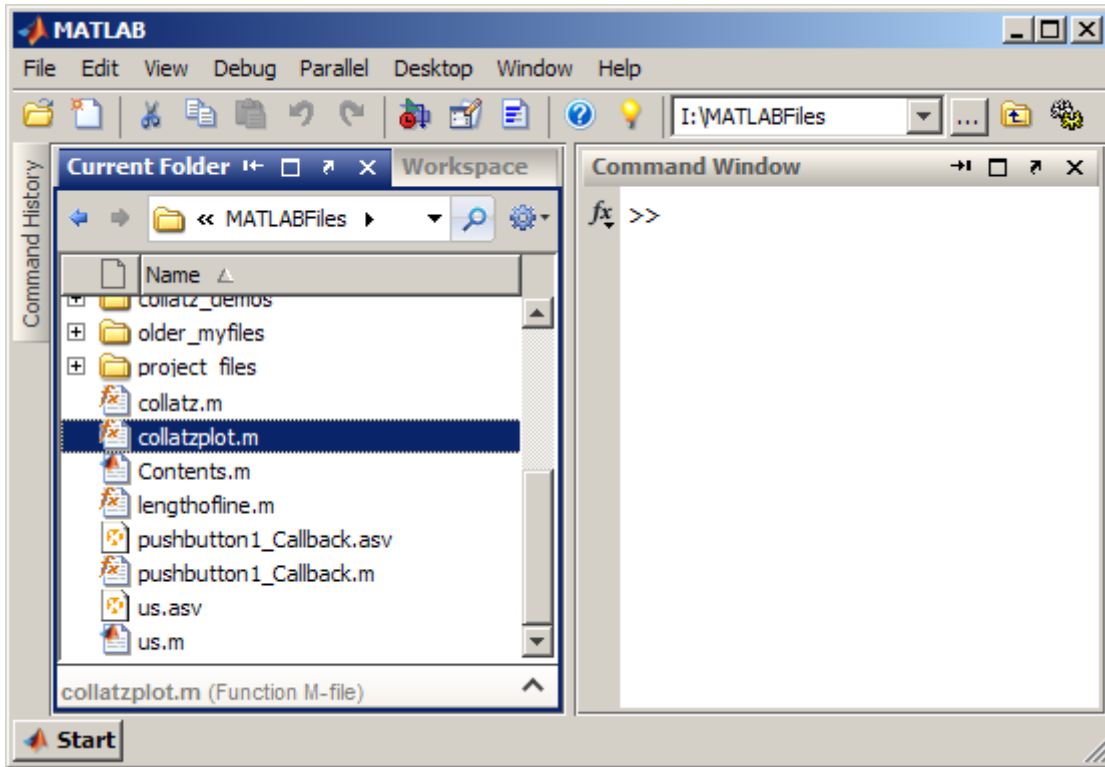 MATLAB
File Edit View Debug Parallel Desktop Window Help
I:\MATLABFiles ...
Command History
Current Folder Workspace
« MATLABFiles
Name
collatz_demos
older_myfiles
project_files
collatz.m
collatzplot.m
Contents.m
lengthofline.m
pushbutton1_Callback.asv
pushbutton1_Callback.m
us.asv
us.m
collatzplot.m (Function M-file)
Command Window
fx >>
Start